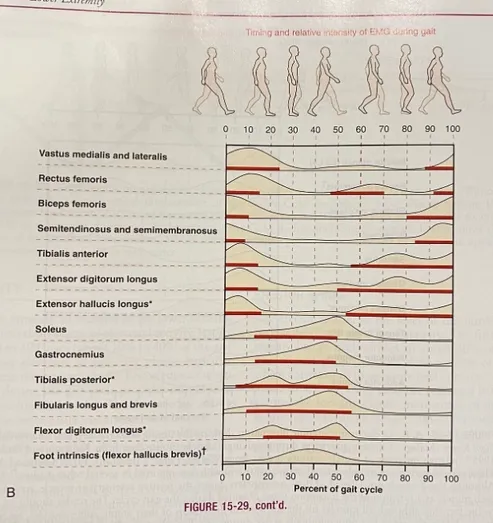 Lower Extremity
Timing and relative intensity of EMG during gait
0 10 20 30 40 50 60 70 80 90 100
Vastus medialis and lateralis
Rectus femoris
Biceps femoris
Semitendinosus and semimembranosus
Tibialis anterior
Extensor digitorum longus
Extensor hallucis longus*
Soleus
Gastrocnemius
Tibialis posterior*
Fibularis longus and brevis
Flexor digitorum longus*
Foot intrinsics (flexor hallucis brevis)†
0 10 20 30 40 50 60 70 80 90 100
Percent of gait cycle
B
FIGURE 15-29, cont'd.